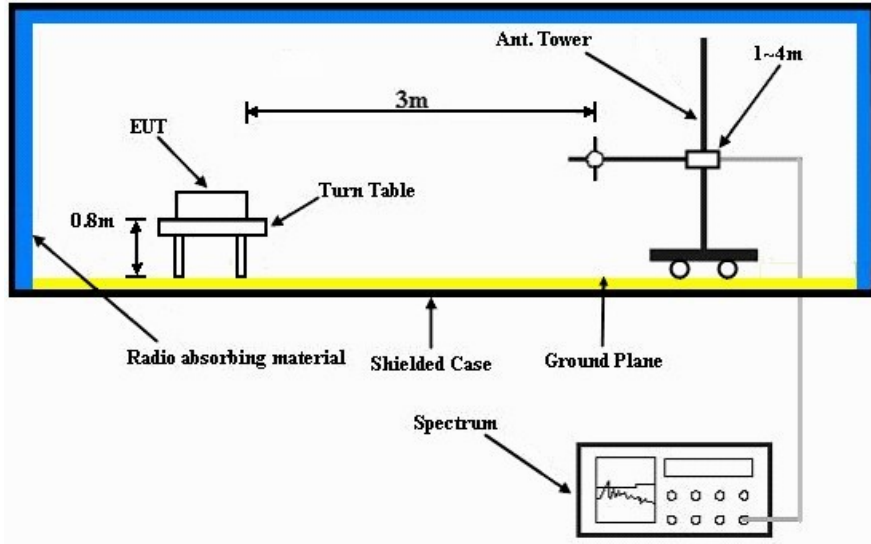 Ant. Tower
1~4m
3m
EUT
Turn Table
0.8m
Radio absorbing material
Shielded Case
Ground Plane
Spectrum